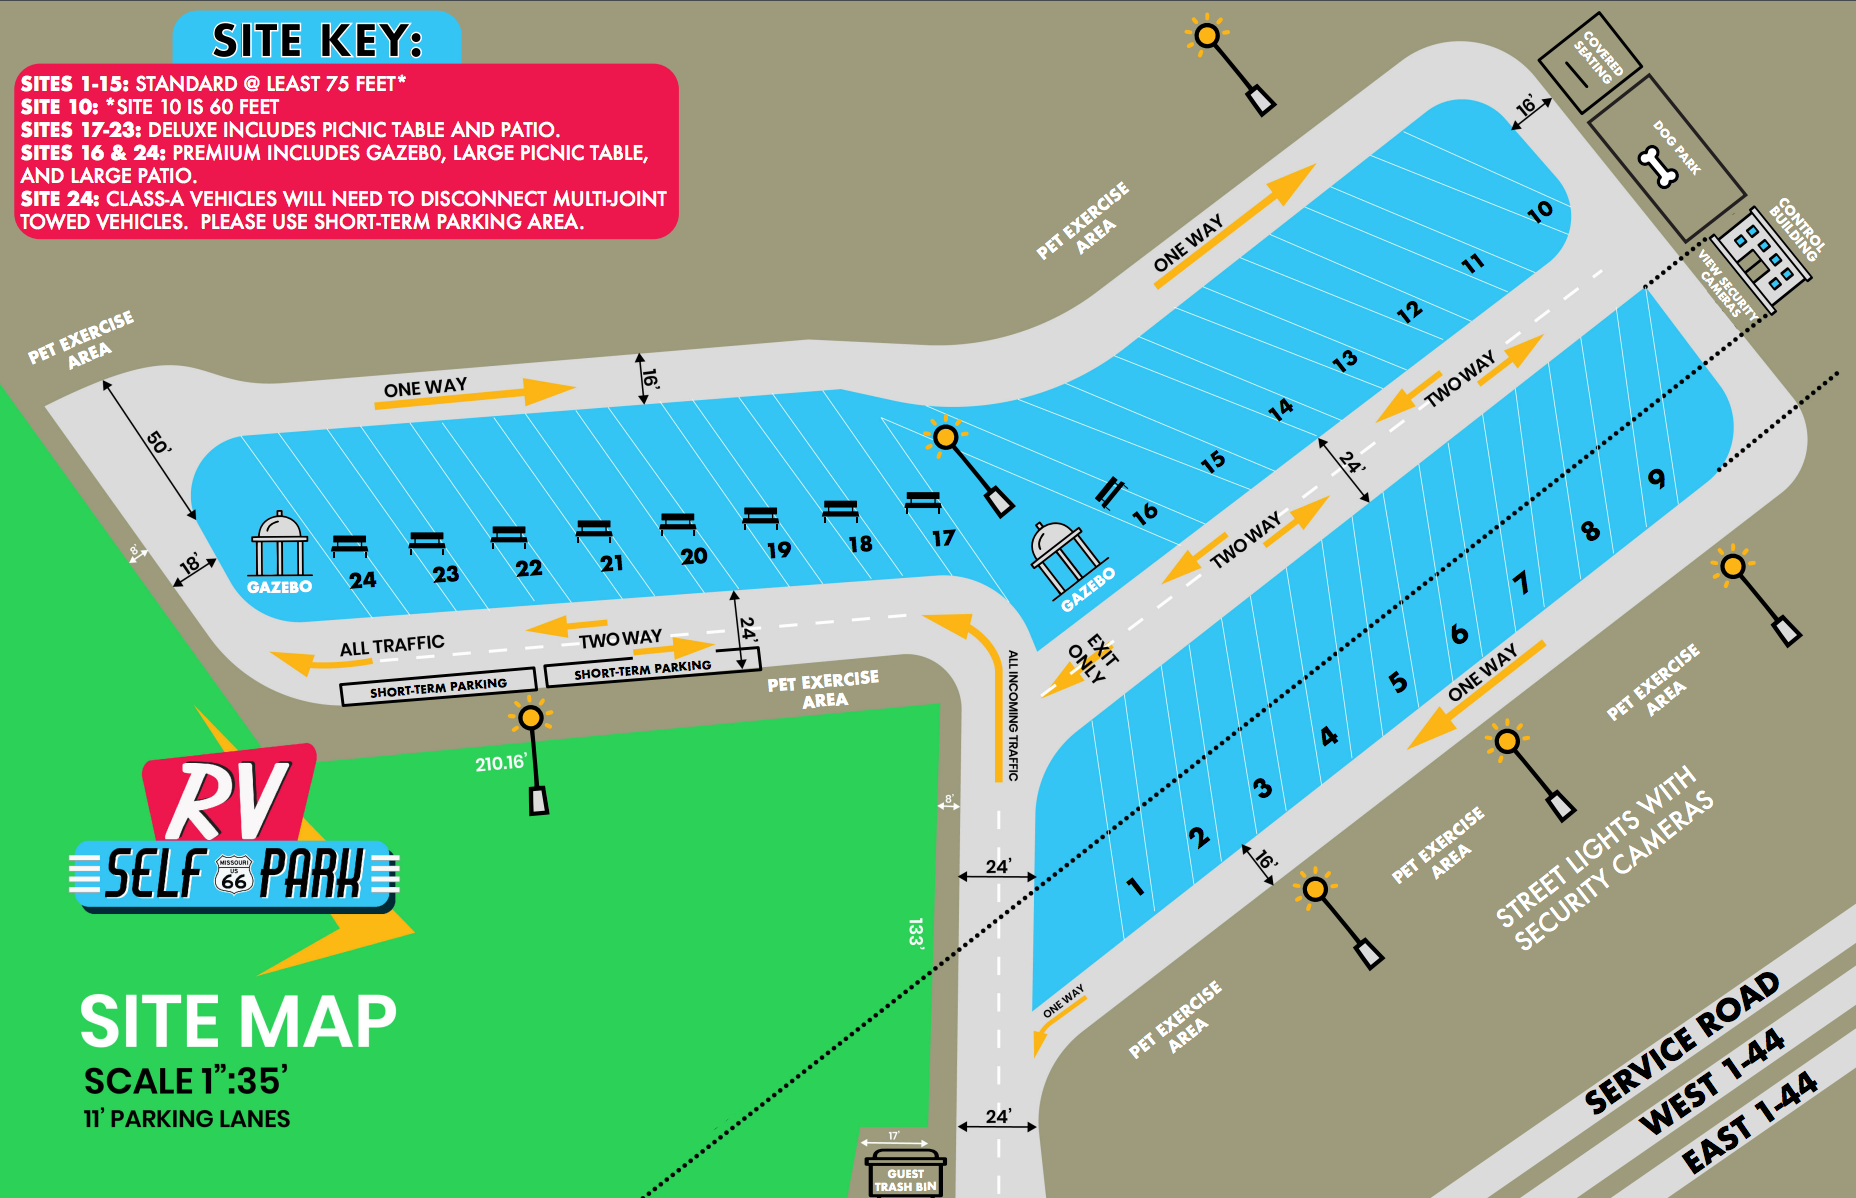 SITE KEY:
SITES 1-15: STANDARD @ LEAST 75 FEET*
SITE 10: *SITE 10 IS 60 FEET
SITES 17-23: DELUXE INCLUDES PICNIC TABLE AND PATIO.
SITES 16 & 24: PREMIUM INCLUDES GAZEB0, LARGE PICNIC TABLE,
AND LARGE PATIO.
SITE 24: CLASS-A VEHICLES WILL NEED TO DISCONNECT MULTI-JOINT
TOWED VEHICLES. PLEASE USE SHORT-TERM PARKING AREA.
COVERED
SEATING
16'
DOG PARK
CONTROL
BUILDING
VIEW SECURITY
CAMERAS
PET EXERCISE
AREA
ONE WAY
10
11
12
13
14
15
16
PET EXERCISE
AREA
ONE WAY
16'
50'
8'
18'
GAZEBO
24
23
22
21
20
19
18
17
GAZEBO
TWO WAY
24'
TWO WAY
EXIT
ONLY
9
8
7
6
5
4
3
2
1
ALL TRAFFIC
TWO WAY
24'
SHORT-TERM PARKING
SHORT-TERM PARKING
PET EXERCISE
AREA
ALL INCOMING TRAFFIC
ONE WAY
PET EXERCISE
AREA
210.16'
8'
24'
133'
16'
PET EXERCISE
AREA
STREET LIGHTS WITH
SECURITY CAMERAS
RV
SELF PARK
MISSOURI
US
66
SITE MAP
SCALE 1":35'
11' PARKING LANES
ONE WAY
PET EXERCISE
AREA
24'
17'
GUEST
TRASH BIN
SERVICE ROAD
WEST 1-44
EAST 1-44